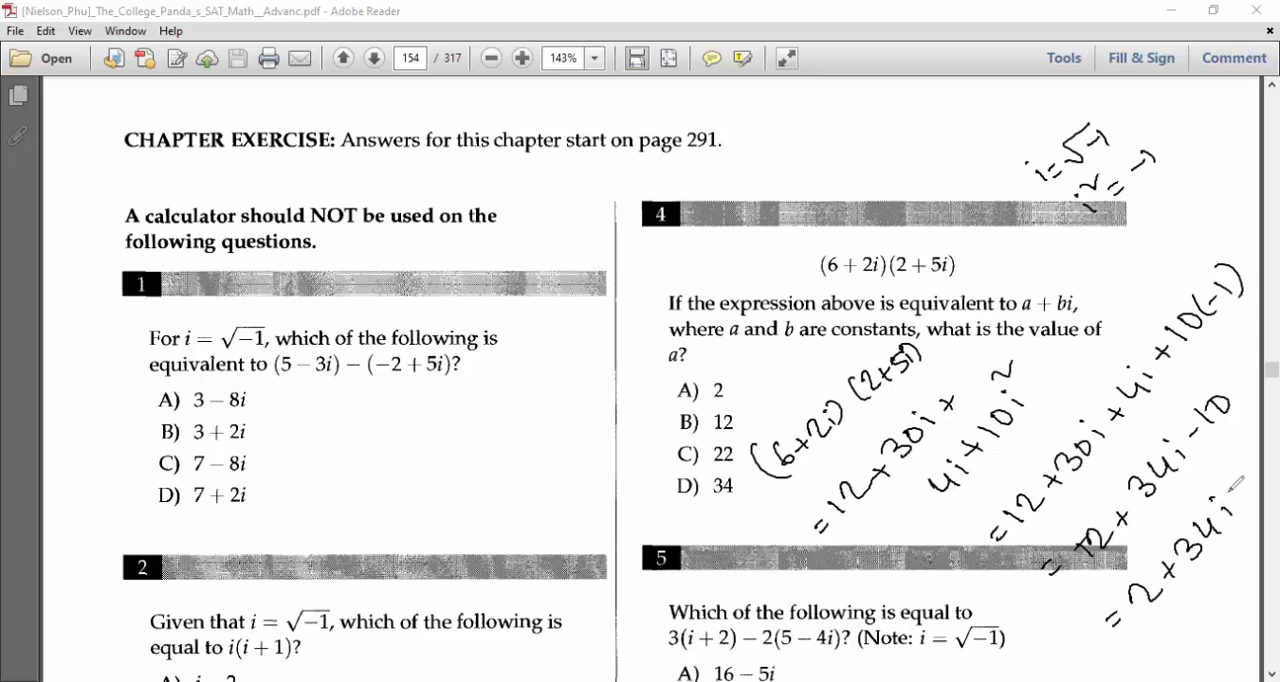 [Nielson_Phu]_The_College_Panda_s_SAT_Math__Advanc.pdf - Adobe Reader
File Edit View Window Help
Open 154 / 317 143% Tools Fill & Sign Comment
CHAPTER EXERCISE: Answers for this chapter start on page 291.
A calculator should NOT be used on the
following questions.
1
For i = √−1, which of the following is
equivalent to (5 − 3i) − (−2 + 5i)?
A) 3 − 8i
B) 3 + 2i
C) 7 − 8i
D) 7 + 2i
2
Given that i = √−1, which of the following is
equal to i(i + 1)?
i = √-1
i² = -1
4
(6 + 2i)(2 + 5i)
If the expression above is equivalent to a + bi,
where a and b are constants, what is the value of
a?
A) 2
B) 12
C) 22
D) 34
(6+2i) (2+5i)
= 12 + 30i +
4i + 10i²
= 12 + 30i + 4i + 10(-1)
= 12 + 34i - 10
= 2 + 34i
5
Which of the following is equal to
3(i + 2) − 2(5 − 4i)? (Note: i = √−1)
A) 16 − 5i